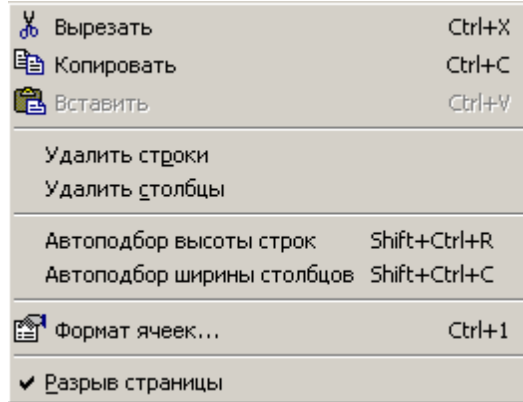 Вырезать Ctrl+X
Копировать Ctrl+C
Вставить Ctrl+V
Удалить строки
Удалить столбцы
Автоподбор высоты строк Shift+Ctrl+R
Автоподбор ширины столбцов Shift+Ctrl+C
Формат ячеек... Ctrl+1
Разрыв страницы